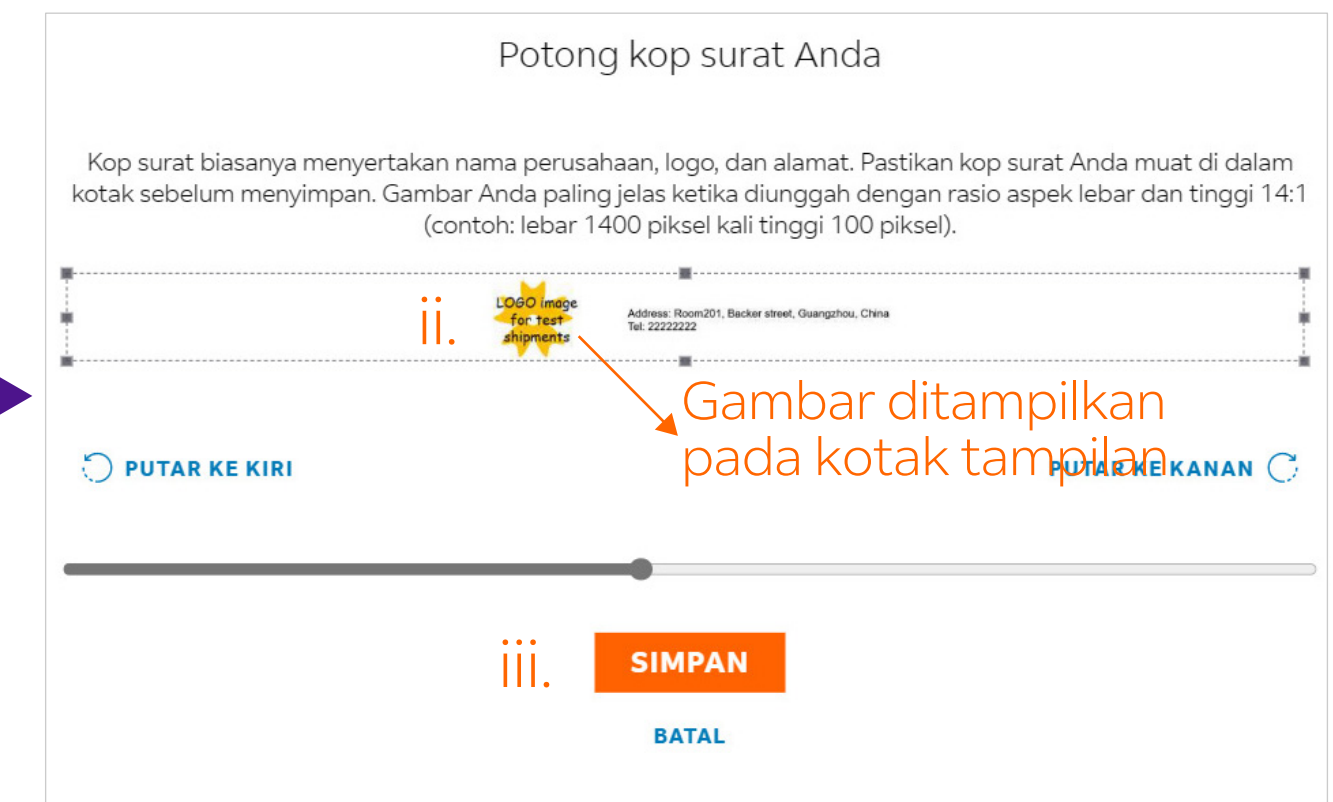 Potong kop surat Anda
Kop surat biasanya menyertakan nama perusahaan, logo, dan alamat. Pastikan kop surat Anda muat di dalam
kotak sebelum menyimpan. Gambar Anda paling jelas ketika diunggah dengan rasio aspek lebar dan tinggi 14:1
(contoh: lebar 1400 piksel kali tinggi 100 piksel).
ii.
LOGO image
for test
shipments
Address: Room201, Backer street, Guangzhou, China
Tel: 22222222
Gambar ditampilkan
pada kotak tampilan
PUTAR KE KIRI
PUTAR KE KANAN
iii.
SIMPAN
BATAL